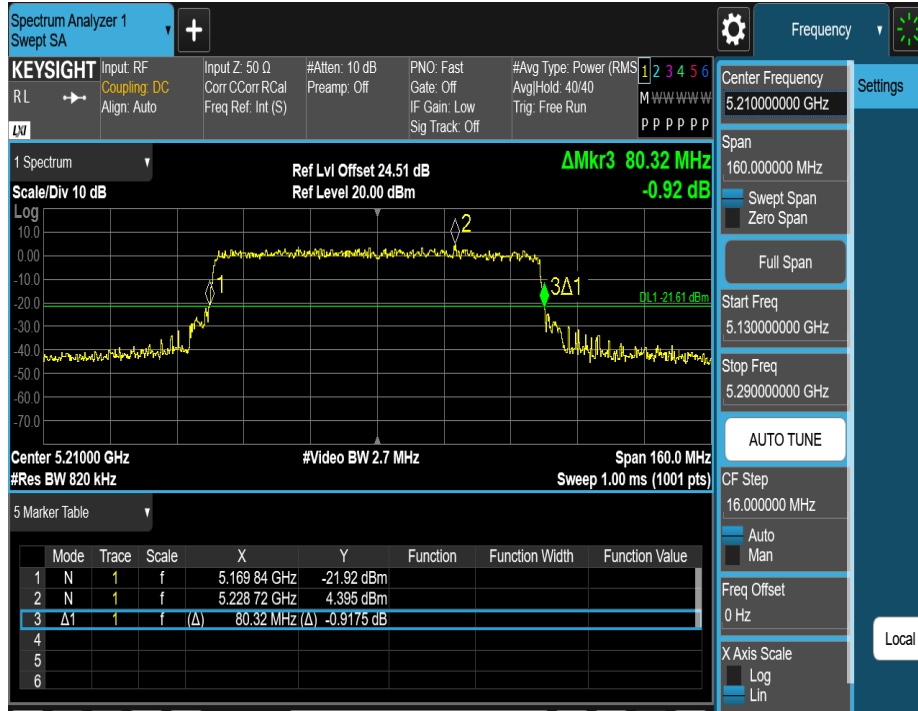 Spectrum Analyzer 1
Swept SA
+
Frequency
KEYSIGHT
RL
LXI
Input: RF
Coupling: DC
Align: Auto
Input Z: 50 Ω
Corr CCorr RCal
Freq Ref: Int (S)
#Atten: 10 dB
Preamp: Off
PNO: Fast
Gate: Off
IF Gain: Low
Sig Track: Off
#Avg Type: Power (RMS
Avg|Hold: 40/40
Trig: Free Run
1 2 3 4 5 6
M W W W W W
P P P P P P
1 Spectrum
Scale/Div 10 dB
Ref Lvl Offset 24.51 dB
Ref Level 20.00 dBm
ΔMkr3 80.32 MHz
-0.92 dB
Log
10.0
0.00
-10.0
-20.0
-30.0
-40.0
-50.0
-60.0
-70.0
1
2
3Δ1
DL1 -21.61 dBm
Center 5.21000 GHz
#Res BW 820 kHz
#Video BW 2.7 MHz
Span 160.0 MHz
Sweep 1.00 ms (1001 pts)
5 Marker Table
Mode Trace Scale X Y Function Function Width Function Value
1 N 1 f 5.169 84 GHz -21.92 dBm
2 N 1 f 5.228 72 GHz 4.395 dBm
3 Δ1 1 f (Δ) 80.32 MHz (Δ) -0.9175 dB
4
5
6
Center Frequency
5.210000000 GHz
Span
160.000000 MHz
Swept Span
Zero Span
Full Span
Start Freq
5.130000000 GHz
Stop Freq
5.290000000 GHz
AUTO TUNE
CF Step
16.000000 MHz
Auto
Man
Freq Offset
0 Hz
X Axis Scale
Log
Lin
Settings
Local